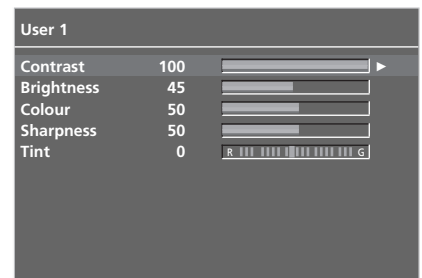 User 1
Contrast 100
Brightness 45
Colour 50
Sharpness 50
Tint 0 R G